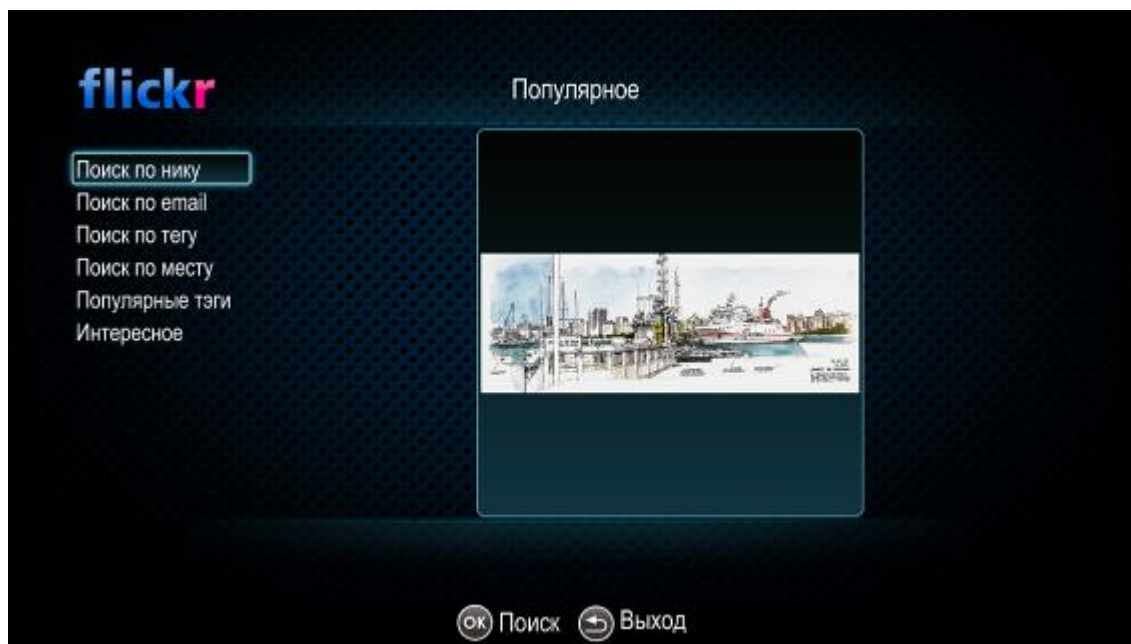 flickr
Популярное
Поиск по нику
Поиск по email
Поиск по тегу
Поиск по месту
Популярные тэги
Интересное
OK Поиск Выход